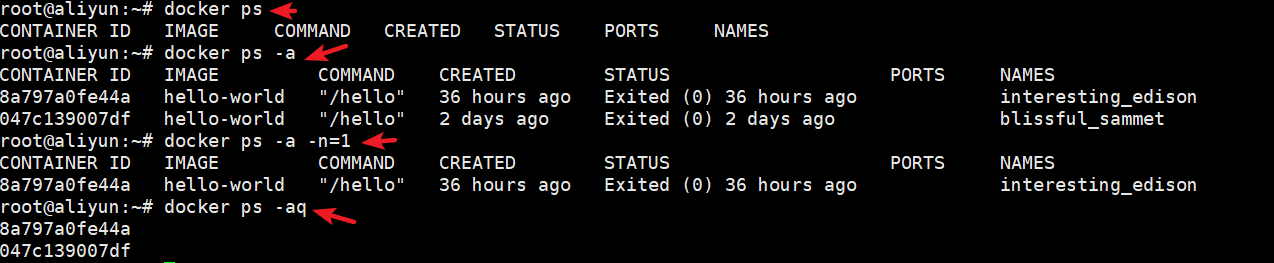 root@aliyun:~# docker ps
CONTAINER ID   IMAGE     COMMAND   CREATED   STATUS    PORTS     NAMES
root@aliyun:~# docker ps -a
CONTAINER ID   IMAGE         COMMAND    CREATED        STATUS                    PORTS     NAMES
8a797a0fe44a   hello-world   "/hello"   36 hours ago   Exited (0) 36 hours ago             interesting_edison
047c139007df   hello-world   "/hello"   2 days ago     Exited (0) 2 days ago               blissful_sammet
root@aliyun:~# docker ps -a -n=1
CONTAINER ID   IMAGE         COMMAND    CREATED        STATUS                    PORTS     NAMES
8a797a0fe44a   hello-world   "/hello"   36 hours ago   Exited (0) 36 hours ago             interesting_edison
root@aliyun:~# docker ps -aq
8a797a0fe44a
047c139007df